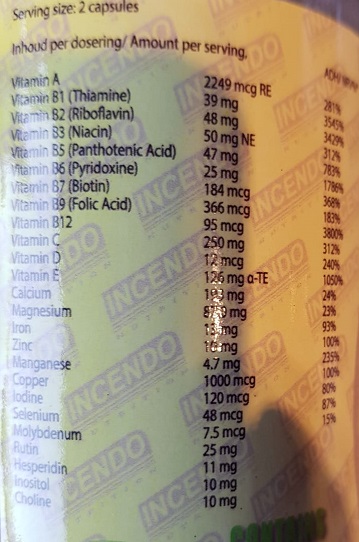 Serving size: 2 capsules
Inhoud per dosering/ Amount per serving,
Vitamin A 2249 mcg RE 281%
Vitamin B1 (Thiamine) 39 mg 3545%
Vitamin B2 (Riboflavin) 48 mg 3429%
Vitamin B3 (Niacin) 50 mg NE 312%
Vitamin B5 (Panthotenic Acid) 47 mg 783%
Vitamin B6 (Pyridoxine) 25 mg 1786%
Vitamin B7 (Biotin) 184 mcg 368%
Vitamin B9 (Folic Acid) 366 mcg 183%
Vitamin B12 95 mcg 3800%
Vitamin C 250 mg 312%
Vitamin D 12 mcg 240%
Vitamin E 126 mg α-TE 1050%
Calcium mg 24%
Magnesium mg 23%
Iron mg 93%
Zinc mg 100%
Manganese 4.7 mg 235%
Copper 1000 mcg 100%
Iodine 120 mcg 80%
Selenium 48 mcg 87%
Molybdenum 7.5 mcg 15%
Rutin 25 mg
Hesperidin 11 mg
Inositol 10 mg
Choline 10 mg
INCENDO